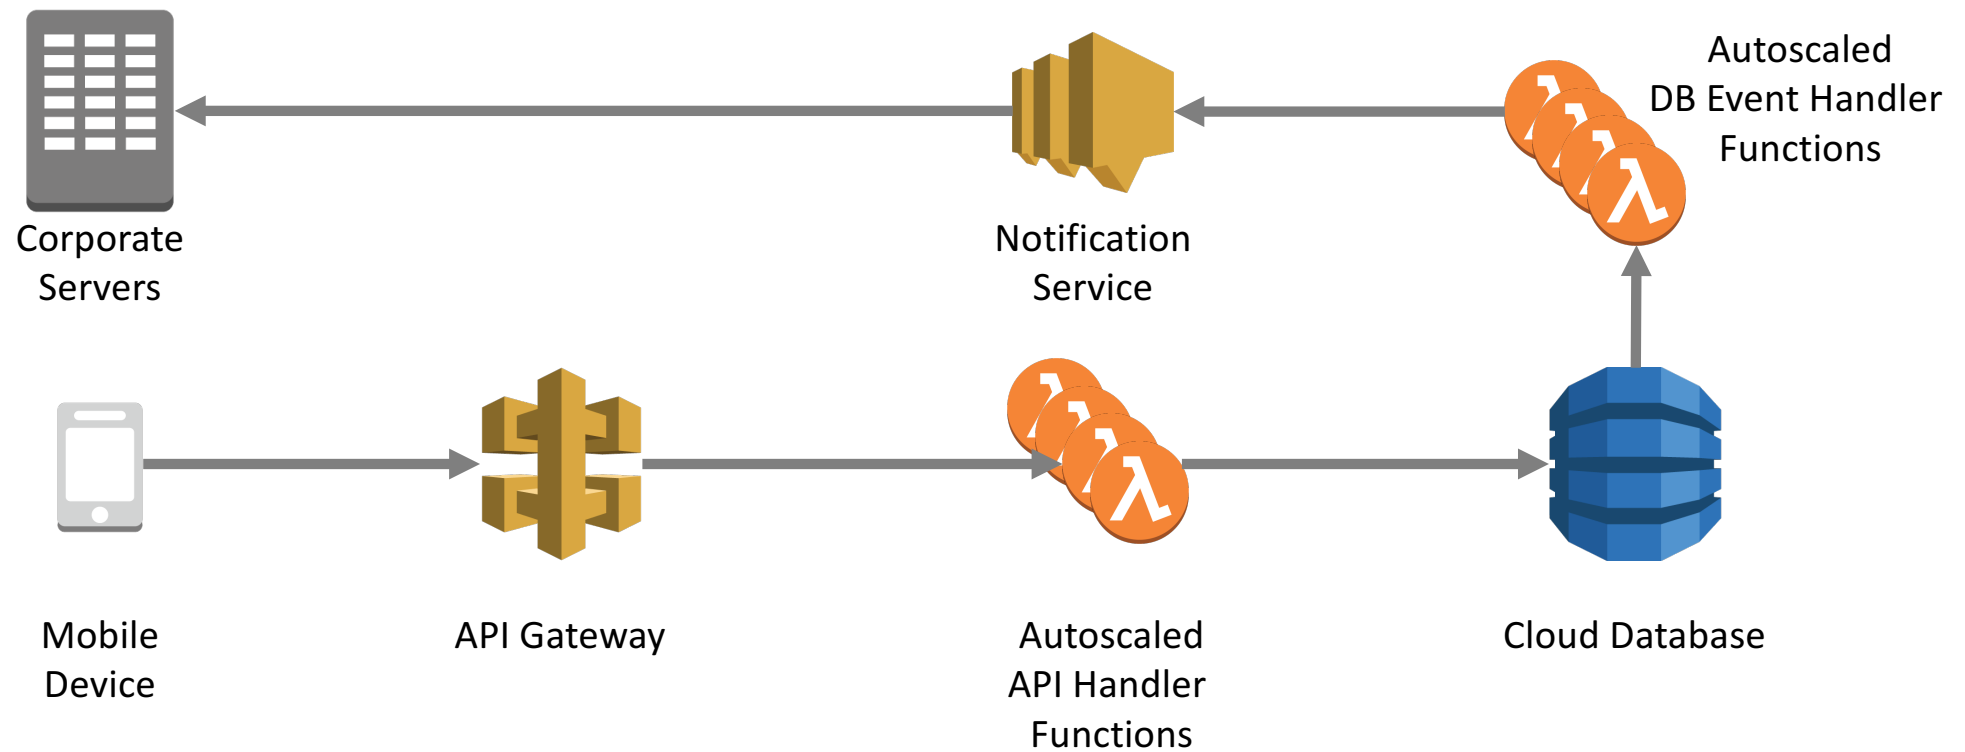 Autoscaled
DB Event Handler
Functions
Corporate
Servers
Notification
Service
Mobile
Device
API Gateway
Autoscaled
API Handler
Functions
Cloud Database